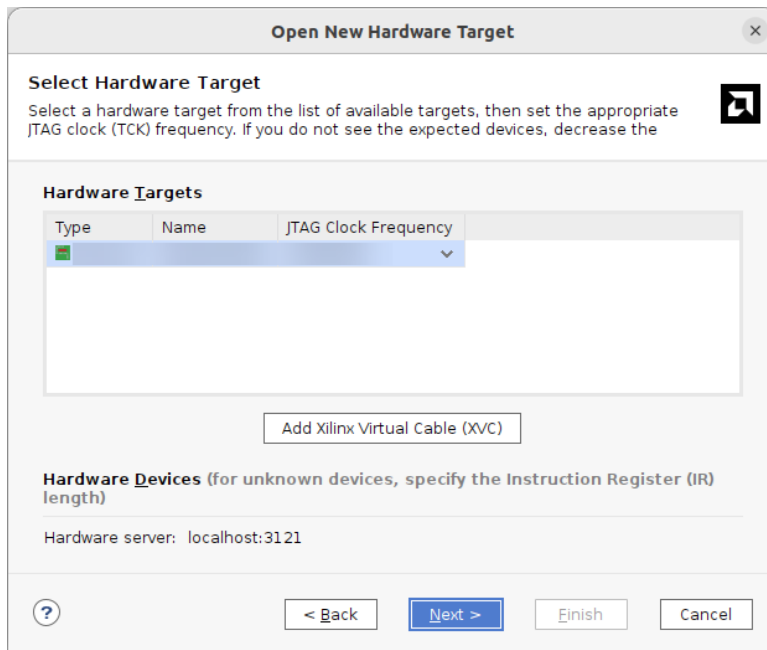 Open New Hardware Target
Select Hardware Target
Select a hardware target from the list of available targets, then set the appropriate
JTAG clock (TCK) frequency. If you do not see the expected devices, decrease the
Hardware Targets
Type Name JTAG Clock Frequency
Add Xilinx Virtual Cable (XVC)
Hardware Devices (for unknown devices, specify the Instruction Register (IR)
length)
Hardware server: localhost:3121
? < Back Next > Finish Cancel